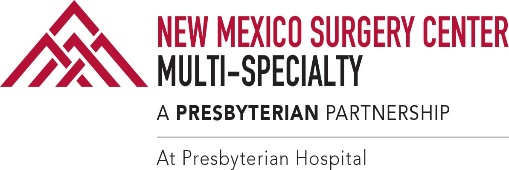 NEW MEXICO SURGERY CENTER
MULTI-SPECIALTY
A PRESBYTERIAN PARTNERSHIP
At Presbyterian Hospital